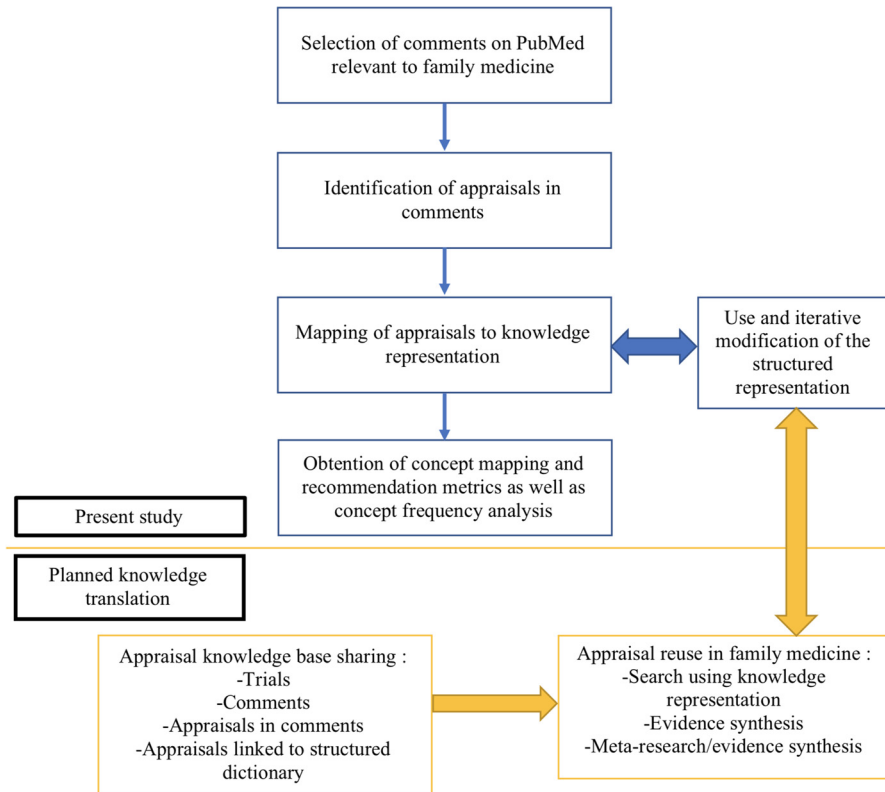 Selection of comments on PubMed
relevant to family medicine
Identification of appraisals in
comments
Mapping of appraisals to knowledge
representation
Use and iterative
modification of the
structured
representation
Obtention of concept mapping and
recommendation metrics as well as
concept frequency analysis
Present study
Planned knowledge
translation
Appraisal knowledge base sharing :
-Trials
-Comments
-Appraisals in comments
-Appraisals linked to structured
dictionary
Appraisal reuse in family medicine :
-Search using knowledge
representation
-Evidence synthesis
-Meta-research/evidence synthesis